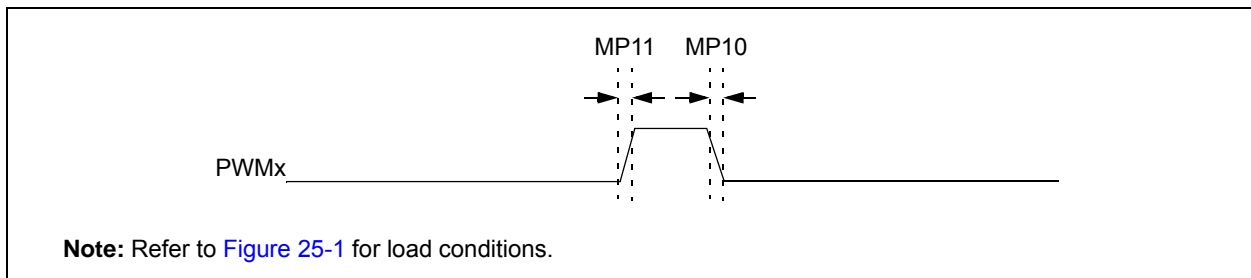 MP11 MP10
PWMx
Note: Refer to Figure 25-1 for load conditions.